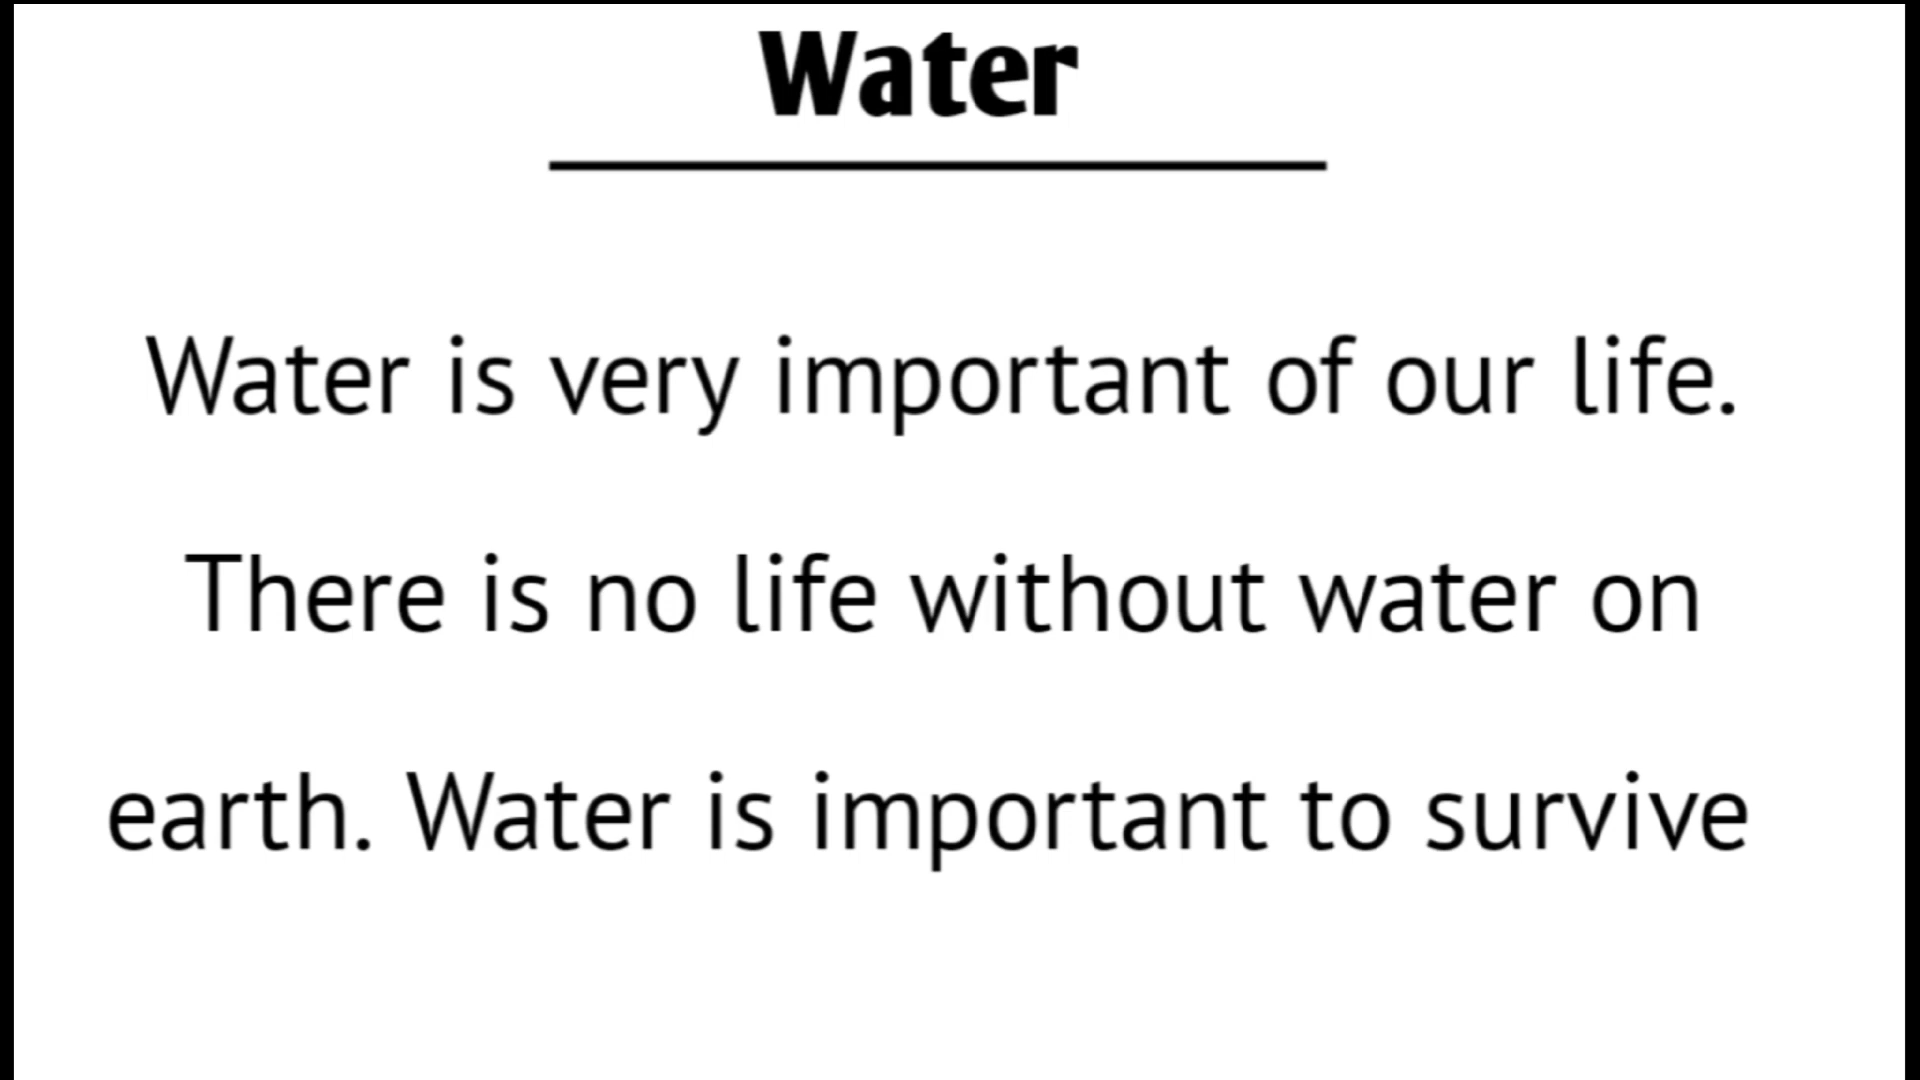 Water
Water is very important of our life.
There is no life without water on
earth. Water is important to survive